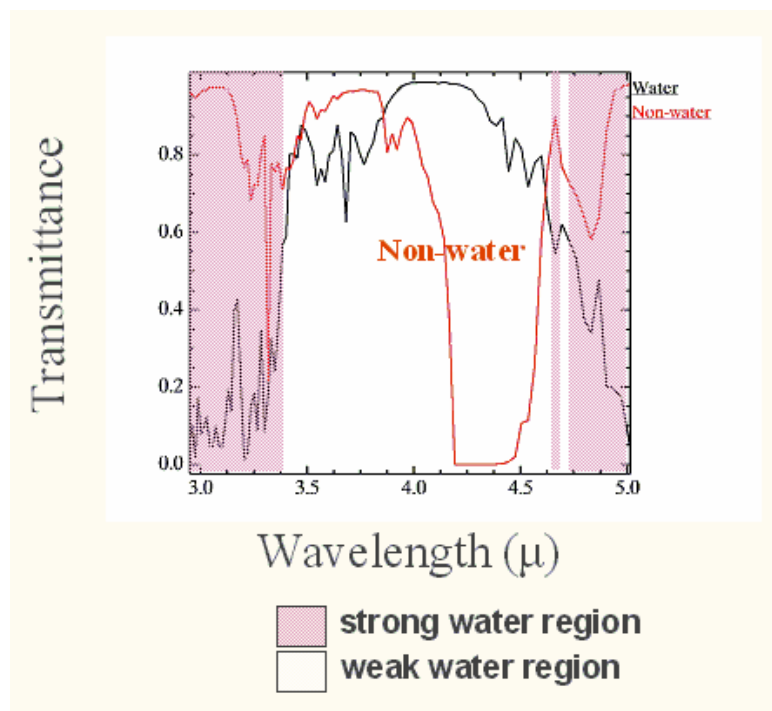 Transmittance
0.8
0.6
0.4
0.2
0.0
3.0 3.5 4.0 4.5 5.0
Water
Non-water
Non-water
Wavelength (μ)
strong water region
weak water region